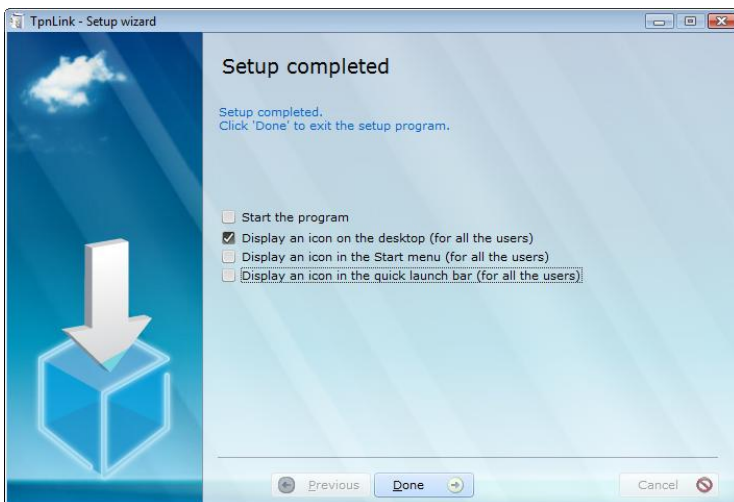 TpnLink - Setup wizard
Setup completed
Setup completed.
Click 'Done' to exit the setup program.
Start the program
Display an icon on the desktop (for all the users)
Display an icon in the Start menu (for all the users)
Display an icon in the quick launch bar (for all the users)
Previous Done Cancel